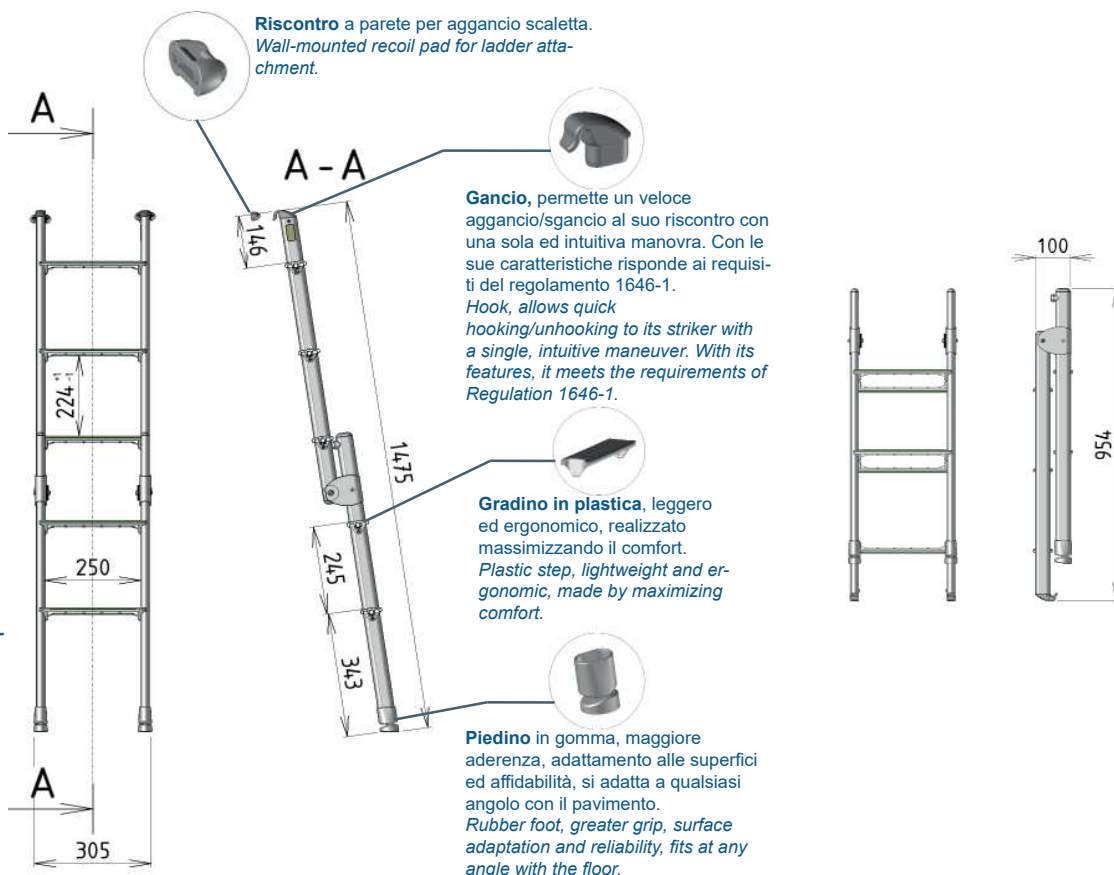 Riscontro a parete per aggancio scaletta.
Wall-mounted recoil pad for ladder atta-
chment.
A
A - A
146
Gancio, permette un veloce
aggancio/sgancio al suo riscontro con
una sola ed intuitiva manovra. Con le
sue caratteristiche risponde ai requisi-
ti del regolamento 1646-1.
Hook, allows quick
hooking/unhooking to its striker with
a single, intuitive maneuver. With its
features, it meets the requirements of
Regulation 1646-1.
100
224 +1 -1
1475
954
Gradino in plastica, leggero
ed ergonomico, realizzato
massimizzando il comfort.
Plastic step, lightweight and er-
gonomic, made by maximizing
comfort.
250
245
343
Piedino in gomma, maggiore
aderenza, adattamento alle superfici
ed affidabilità, si adatta a qualsiasi
angolo con il pavimento.
Rubber foot, greater grip, surface
adaptation and reliability, fits at any
angle with the floor.
A
305